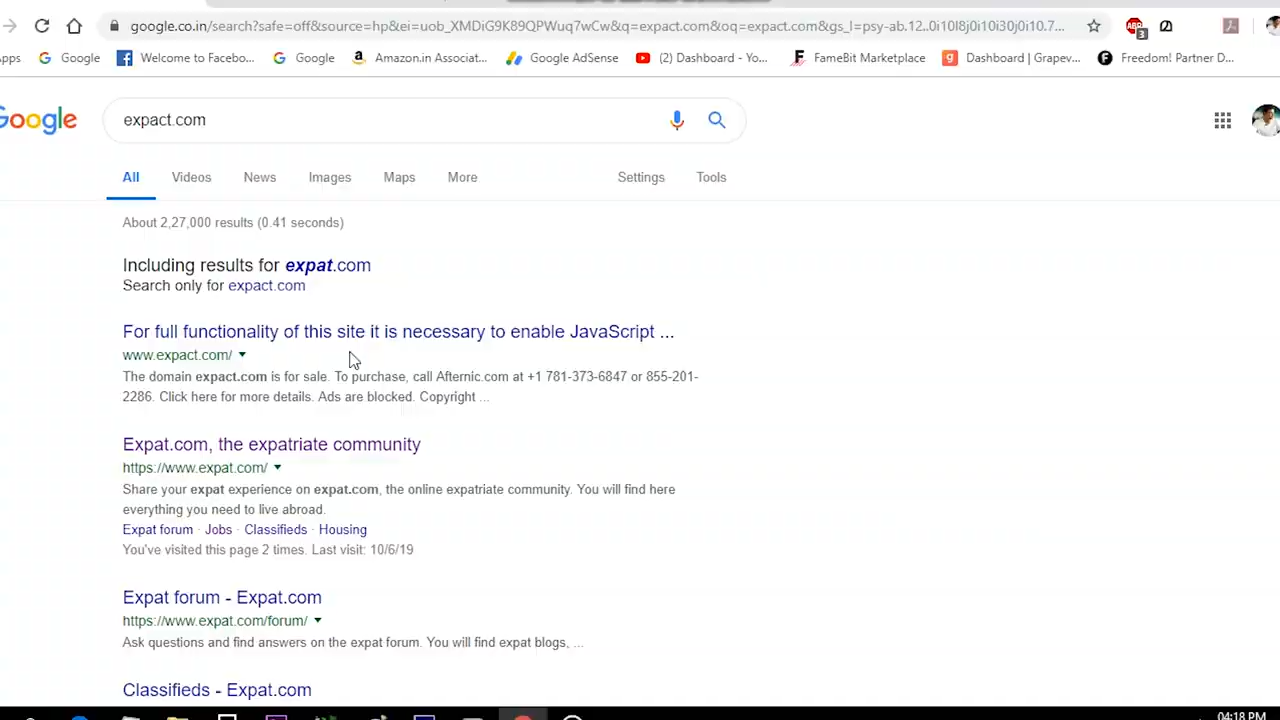 google.co.in/search?safe=off&source=hp&ei=uob_XMDiG9K89QPWuq7wCw&q=expact.com&oq=expact.com&gs_l=psy-ab.12..0i10l8j0i10i30j0i10.7...
3
pps Google Welcome to Facebo... Google Amazon.in Associat... Google AdSense (2) Dashboard - Yo... FameBit Marketplace Dashboard | Grapev... Freedom! Partner D...
Google expact.com
All Videos News Images Maps More Settings Tools
About 2,27,000 results (0.41 seconds)
Including results for expat.com
Search only for expact.com
For full functionality of this site it is necessary to enable JavaScript ...
www.expact.com/
The domain expact.com is for sale. To purchase, call Afternic.com at +1 781-373-6847 or 855-201-
2286. Click here for more details. Ads are blocked. Copyright ...
Expat.com, the expatriate community
https://www.expat.com/
Share your expat experience on expat.com, the online expatriate community. You will find here
everything you need to live abroad.
Expat forum · Jobs · Classifieds · Housing
You've visited this page 2 times. Last visit: 10/6/19
Expat forum - Expat.com
https://www.expat.com/forum/
Ask questions and find answers on the expat forum. You will find expat blogs, ...
Classifieds - Expat.com
04:18 PM